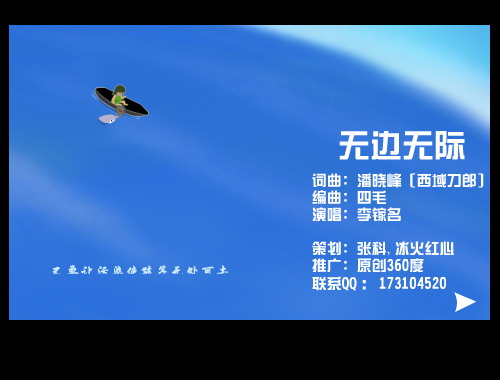 无边无际
词曲：潘晓峰〔西域刀郎〕
编曲：四毛
演唱：李镓名
策划：张科,冰火红心
推广：原创360度
联系QQ：173104520